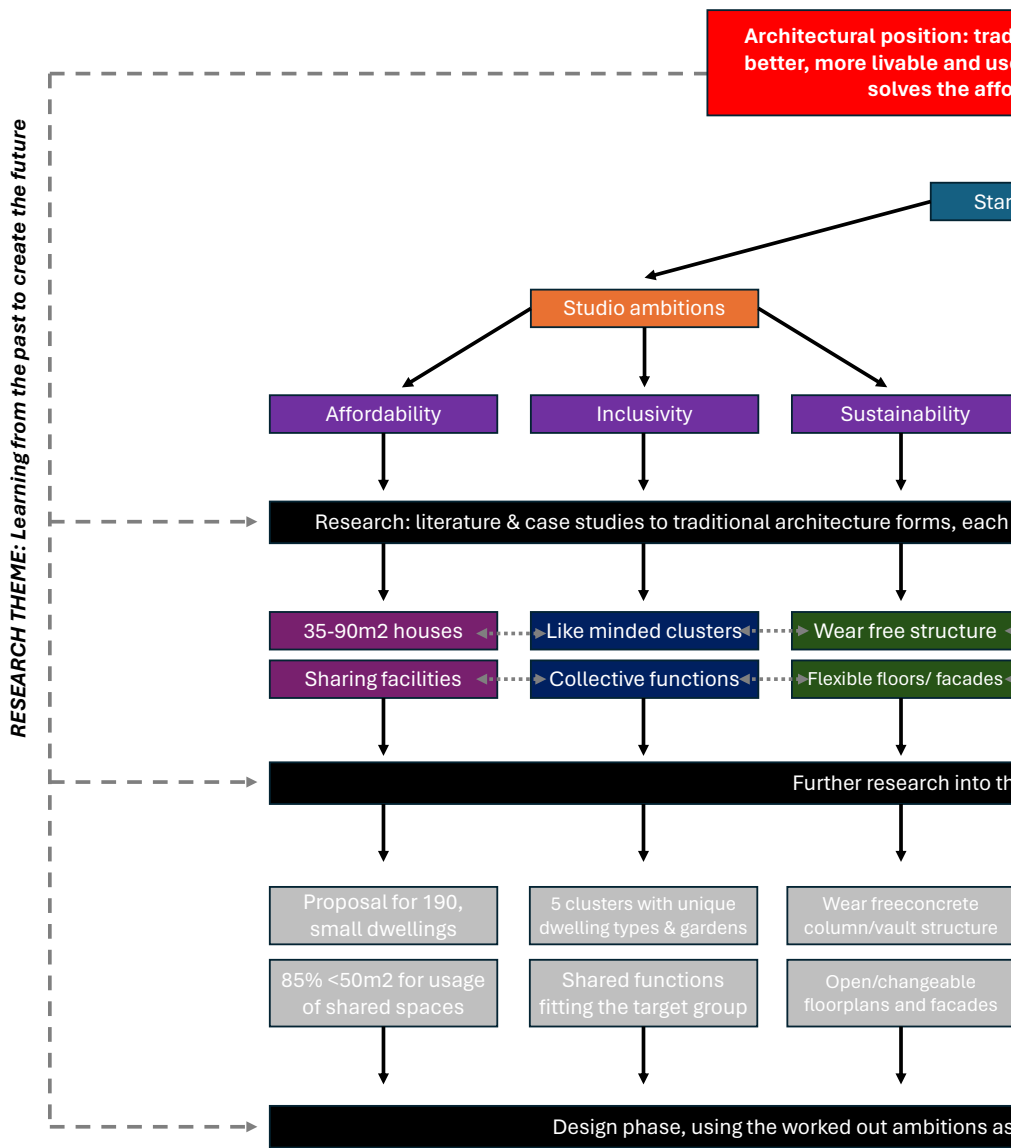 Architectural position: trad
better, more livable and use
solves the affo
RESEARCH THEME: Learning from the past to create the future
Star
Studio ambitions
Affordability
Inclusivity
Sustainability
Research: literature & case studies to traditional architecture forms, each
35-90m2 houses
Like minded clusters
Wear free structure
Sharing facilities
Collective functions
Flexible floors/ facades
Further research into th
Proposal for 190,
small dwellings
5 clusters with unique
dwelling types & gardens
Wear freeconcrete
column/vault structure
85% <50m2 for usage
of shared spaces
Shared functions
fitting the target group
Open/changeable
floorplans and facades
Design phase, using the worked out ambitions as